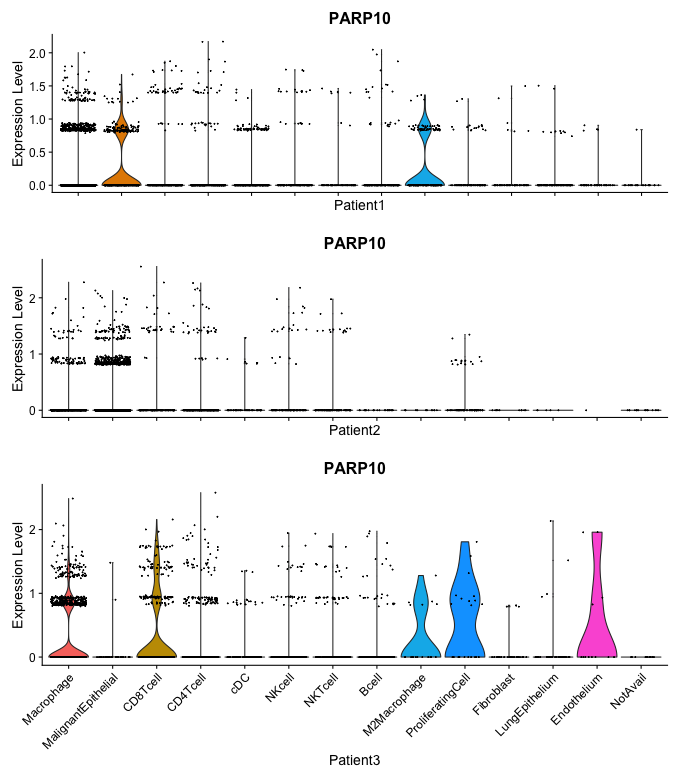 PARP10
Expression Level
2.0
1.5
1.0
0.5
0.0
Patient1
PARP10
Expression Level
2
1
0
Patient2
PARP10
Expression Level
2
1
0
Macrophage
MalignantEpithelial
CD8Tcell
CD4Tcell
cDC
NKcell
NKTcell
Bcell
M2Macrophage
ProliferatingCell
Fibroblast
LungEpithelium
Endothelium
NotAvail
Patient3